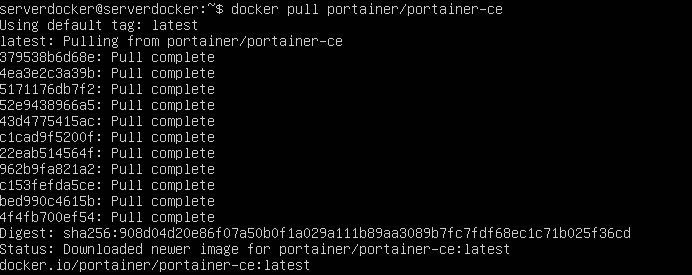 serverdocker@serverdocker:~$ docker pull portainer/portainer-ce
Using default tag: latest
latest: Pulling from portainer/portainer-ce
379538b6d68e: Pull complete
4ea3e2c3a39b: Pull complete
5171176db7f2: Pull complete
52e9438966a5: Pull complete
43d4775415ac: Pull complete
c1cad9f5200f: Pull complete
22eab514564f: Pull complete
962b9fa821a2: Pull complete
c153fefda5ce: Pull complete
bed990c4615b: Pull complete
4f4fb700ef54: Pull complete
Digest: sha256:908d04d20e86f07a50b0f1a029a111b89aa3089b7fc7fdf68ec1c71b025f36cd
Status: Downloaded newer image for portainer/portainer-ce:latest
docker.io/portainer/portainer-ce:latest